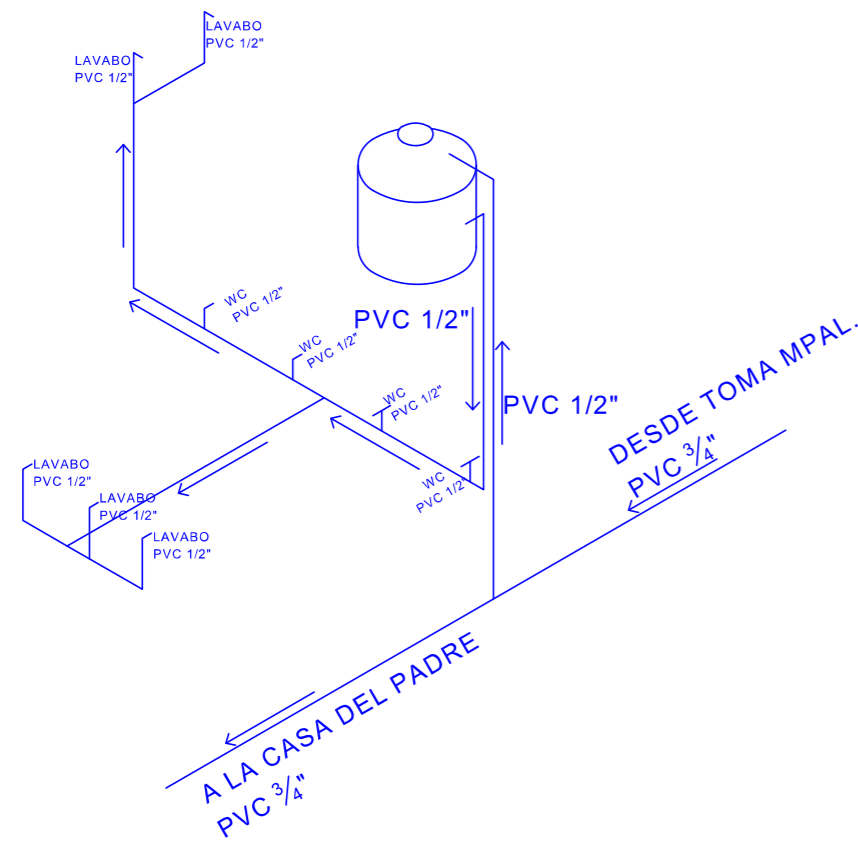 LAVABO
PVC 1/2"
LAVABO
PVC 1/2"
WC
PVC 1/2"
WC
PVC 1/2"
WC
PVC 1/2"
WC
PVC 1/2"
PVC 1/2"
PVC 1/2"
DESDE TOMA MPAL.
PVC 3/4"
LAVABO
PVC 1/2"
LAVABO
PVC 1/2"
LAVABO
PVC 1/2"
A LA CASA DEL PADRE
PVC 3/4"